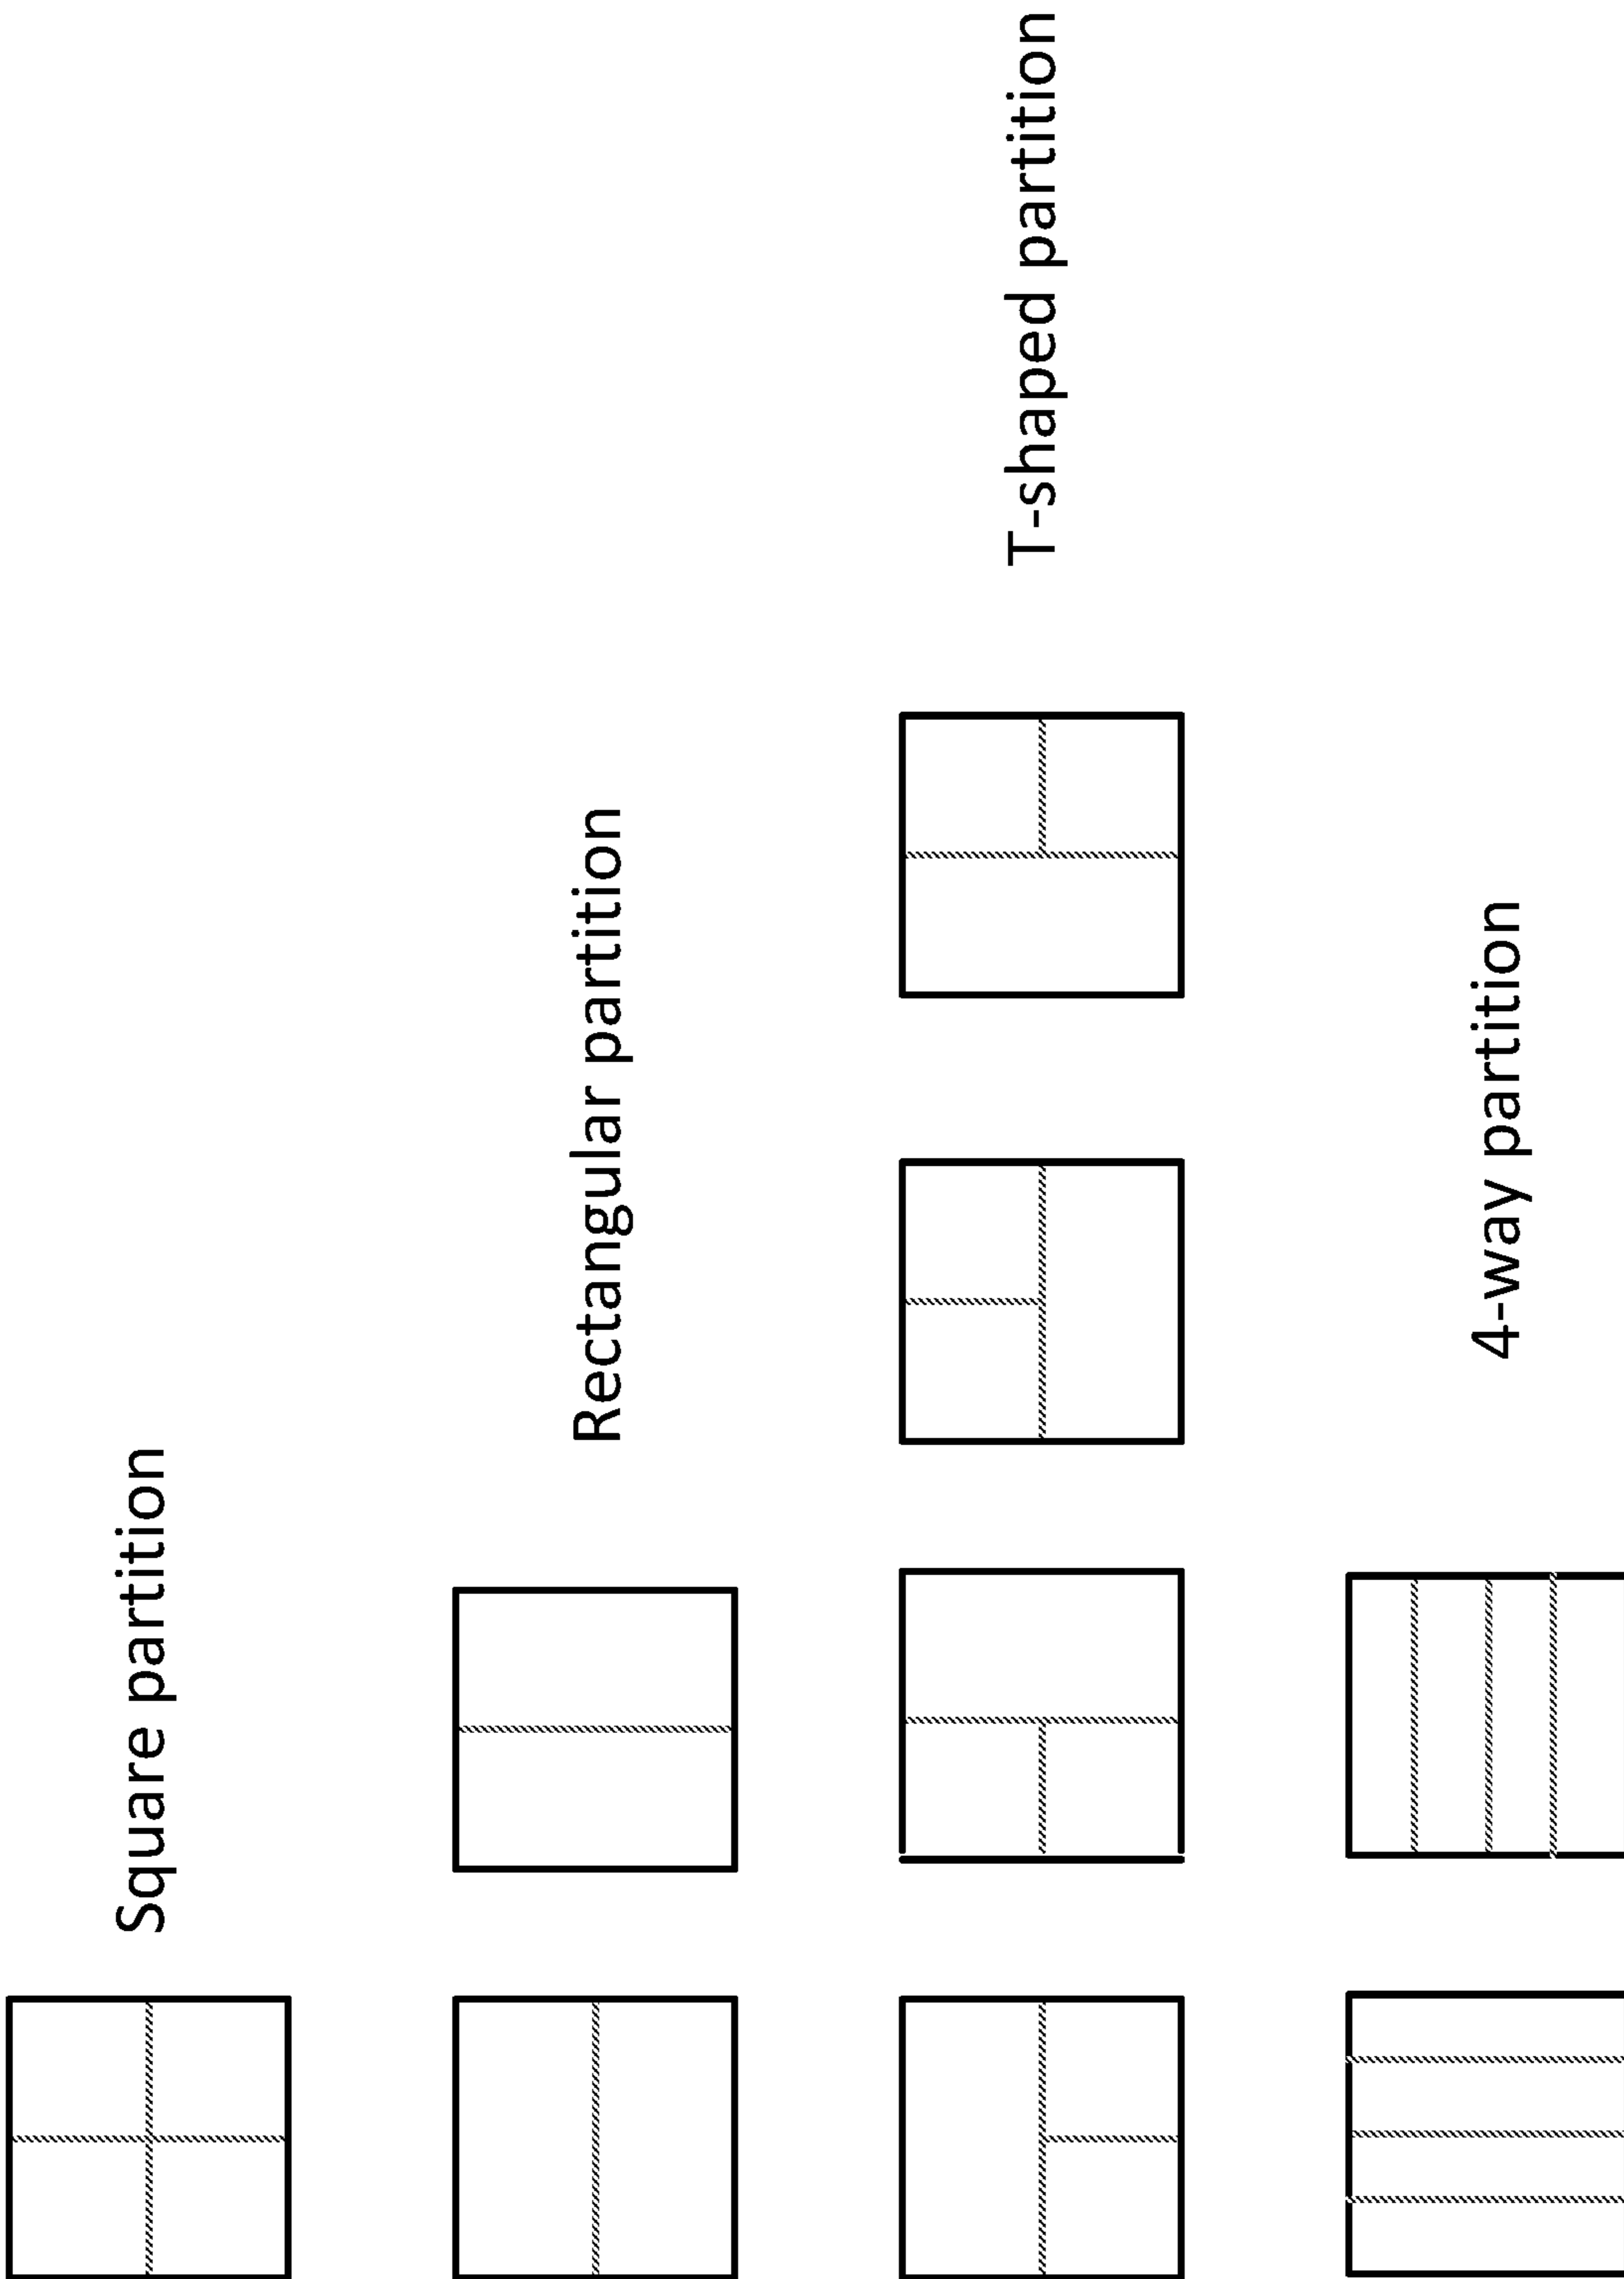 Square partition
Rectangular partition
T-shaped partition
4-way partition